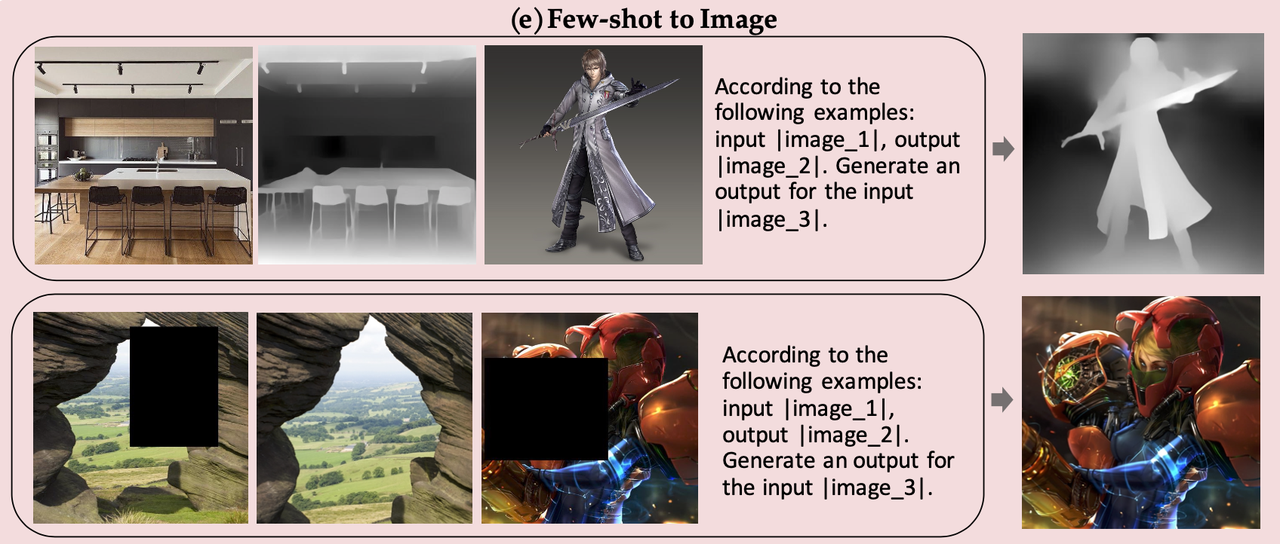 (e) Few-shot to Image
According to the
following examples:
input |image_1|, output
|image_2|. Generate an
output for the input
|image_3|.
According to the
following examples:
input |image_1|,
output |image_2|.
Generate an output for
the input |image_3|.